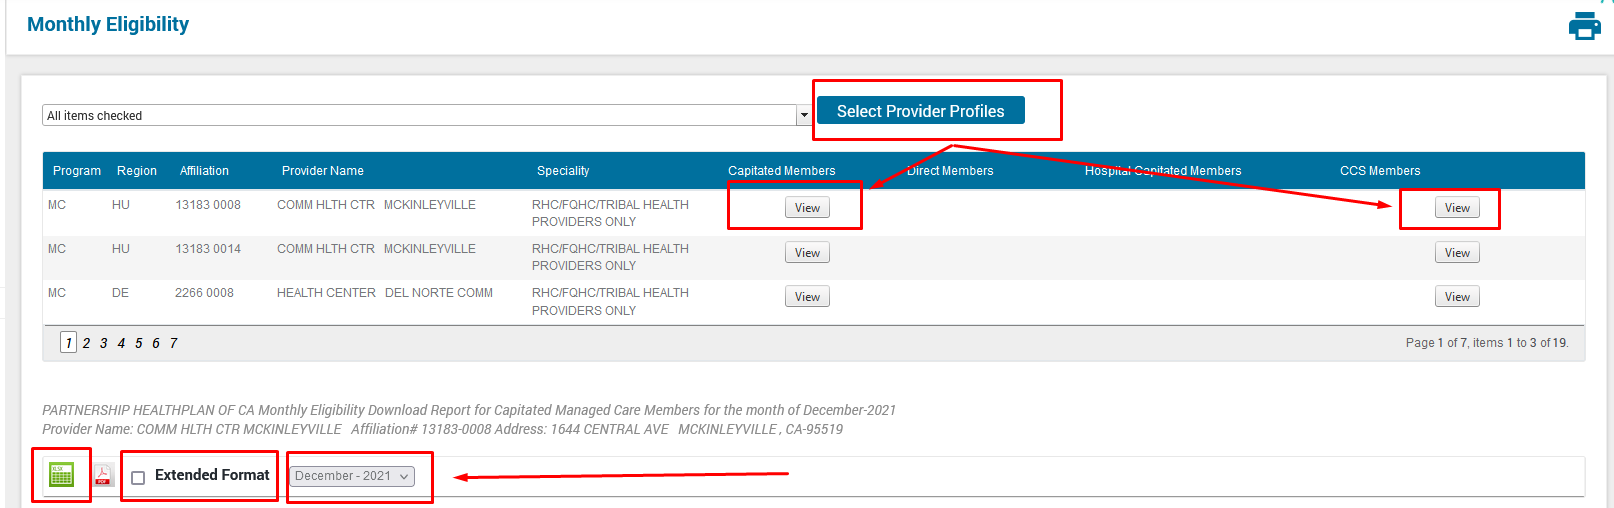 Monthly Eligibility
All items checked
Select Provider Profiles
Program Region Affiliation Provider Name Speciality Capitated Members Direct Members Hospital Capitated Members CCS Members
MC HU 13183 0008 COMM HLTH CTR MCKINLEYVILLE RHC/FQHC/TRIBAL HEALTH View View
PROVIDERS ONLY
MC HU 13183 0014 COMM HLTH CTR MCKINLEYVILLE RHC/FQHC/TRIBAL HEALTH View View
PROVIDERS ONLY
MC DE 2266 0008 HEALTH CENTER DEL NORTE COMM RHC/FQHC/TRIBAL HEALTH View View
PROVIDERS ONLY
1 2 3 4 5 6 7 Page 1 of 7, items 1 to 3 of 19.
PARTNERSHIP HEALTHPLAN OF CA Monthly Eligibility Download Report for Capitated Managed Care Members for the month of December-2021
Provider Name: COMM HLTH CTR MCKINLEYVILLE Affiliation# 13183-0008 Address: 1644 CENTRAL AVE MCKINLEYVILLE , CA-95519
XLSX PDF Extended Format December - 2021